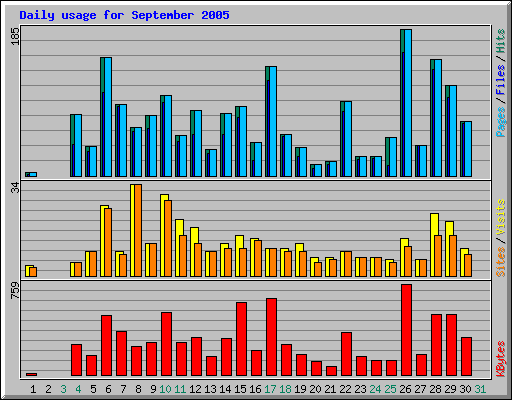 Daily usage for September 2005
185
34
759
Pages / Files / Hits
Sites / Visits
KBytes
1 2 3 4 5 6 7 8 9 10 11 12 13 14 15 16 17 18 19 20 21 22 23 24 25 26 27 28 29 30 31